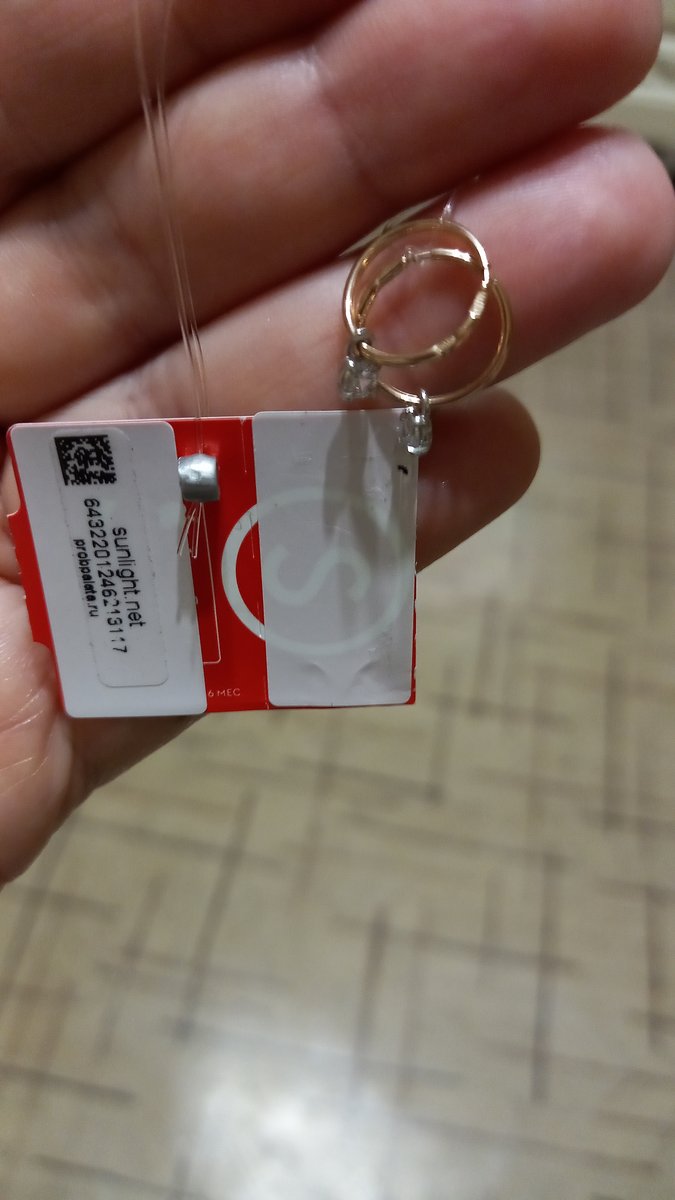 sunlight.net
6432201246213117
probpalata.ru
6 МЕС
S